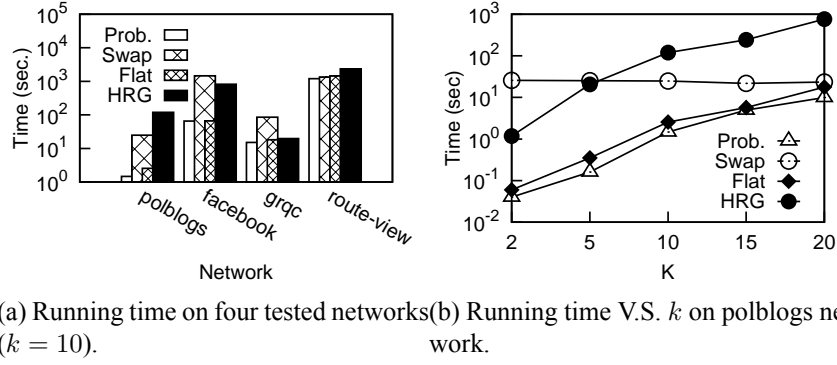 10^5
10^4
10^3
10^2
10^1
10^0
Time (sec.)
Prob.
Swap
Flat
HRG
polblogs
facebook
grqc
route-view
Network
10^3
10^2
10^1
10^0
10^-1
10^-2
Time (sec)
Prob.
Swap
Flat
HRG
2 5 10 15 20
K
(a) Running time on four tested networks
(k = 10).
(b) Running time V.S. k on polblogs ne
work.